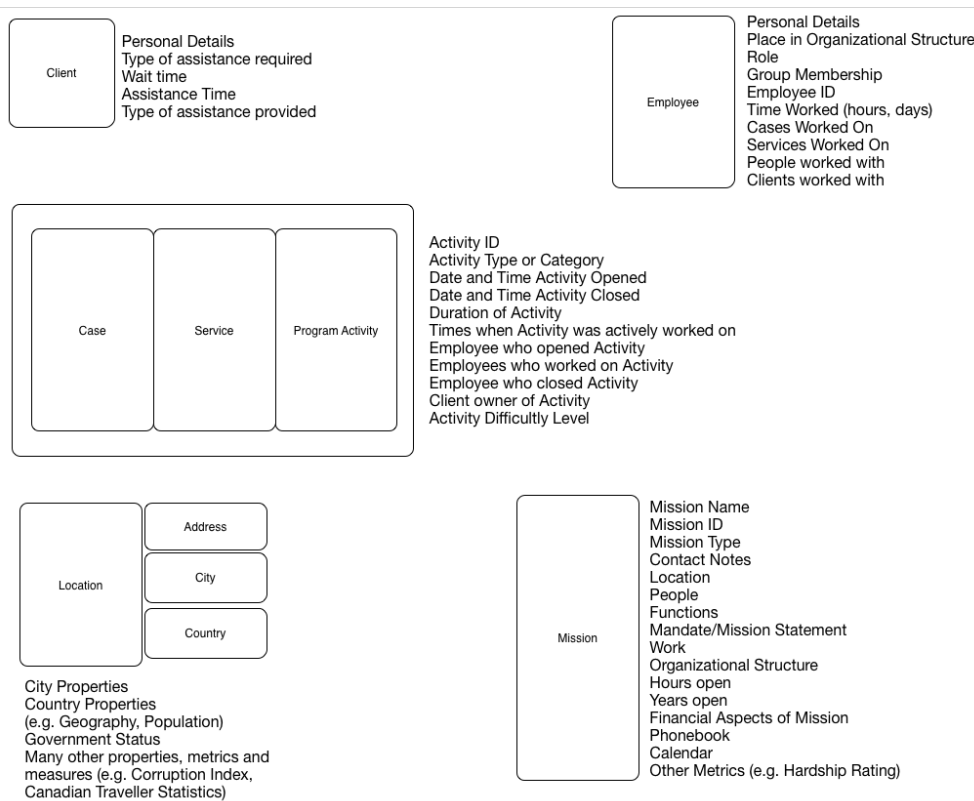 Client
Personal Details
Type of assistance required
Wait time
Assistance Time
Type of assistance provided
Employee
Personal Details
Place in Organizational Structure
Role
Group Membership
Employee ID
Time Worked (hours, days)
Cases Worked On
Services Worked On
People worked with
Clients worked with
Case
Service
Program Activity
Activity ID
Activity Type or Category
Date and Time Activity Opened
Date and Time Activity Closed
Duration of Activity
Times when Activity was actively worked on
Employee who opened Activity
Employees who worked on Activity
Employee who closed Activity
Client owner of Activity
Activity Difficultly Level
Location
Address
City
Country
City Properties
Country Properties
(e.g. Geography, Population)
Government Status
Many other properties, metrics and
measures (e.g. Corruption Index,
Canadian Traveller Statistics)
Mission
Mission Name
Mission ID
Mission Type
Contact Notes
Location
People
Functions
Mandate/Mission Statement
Work
Organizational Structure
Hours open
Years open
Financial Aspects of Mission
Phonebook
Calendar
Other Metrics (e.g. Hardship Rating)